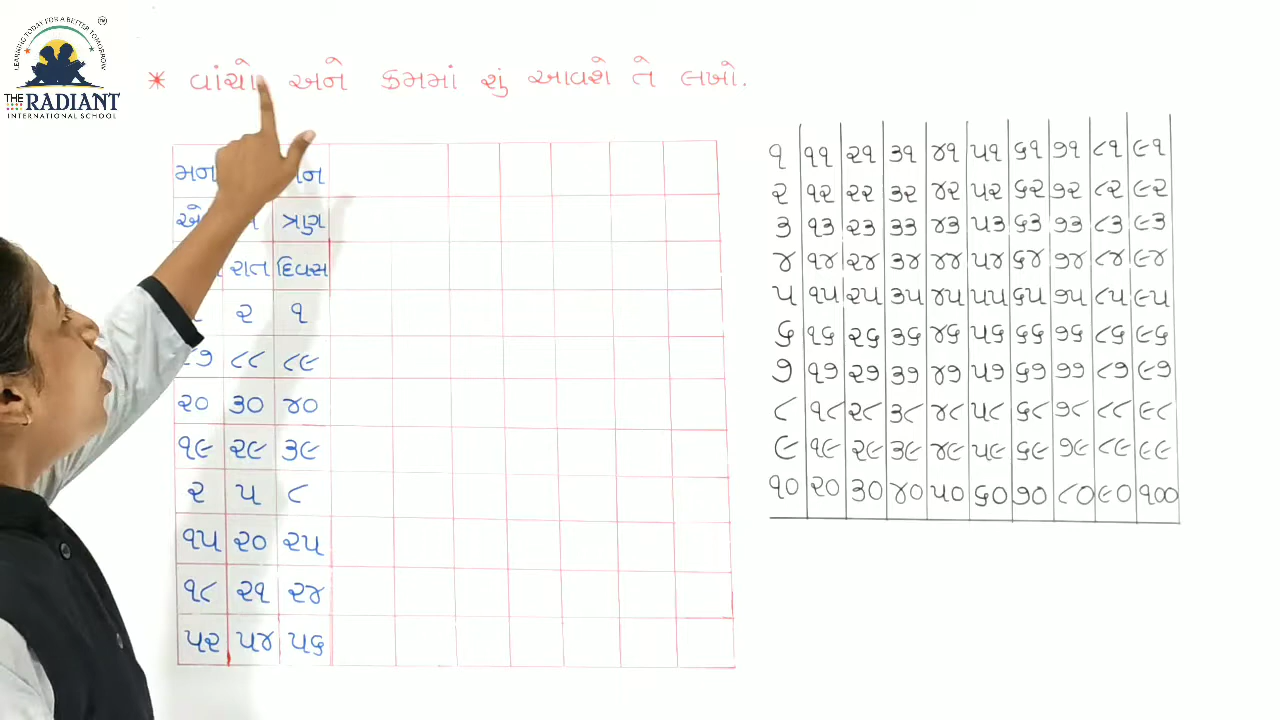 LEARNING TODAY FOR A BETTER TOMORROW
THE RADIANT
INTERNATIONAL SCHOOL
* વાંચો અને ક્રમમાં શું આવશે તે લખો.
મન
ત્રણ
રાત દિવસ
૨ ૧
૮૮ ૮૯
૨૦ ૩૦ ૪૦
૧૯ ૨૯ ૩૯
૨ ૫ ૮
૧૫ ૨૦ ૨૫
૧૮ ૨૧ ૨૪
૫૨ ૫૪ ૫૬
૧ ૧૧ ૨૧ ૩૧ ૪૧ ૫૧ ૬૧ ૭૧ ૮૧ ૯૧
૨ ૧૨ ૨૨ ૩૨ ૪૨ ૫૨ ૬૨ ૭૨ ૮૨ ૯૨
૩ ૧૩ ૨૩ ૩૩ ૪૩ ૫૩ ૬૩ ૭૩ ૮૩ ૯૩
૪ ૧૪ ૨૪ ૩૪ ૪૪ ૫૪ ૬૪ ૭૪ ૮૪ ૯૪
૫ ૧૫ ૨૫ ૩૫ ૪૫ ૫૫ ૬૫ ૭૫ ૮૫ ૯૫
૬ ૧૬ ૨૬ ૩૬ ૪૬ ૫૬ ૬૬ ૭૬ ૮૬ ૯૬
૭ ૧૭ ૨૭ ૩૭ ૪૭ ૫૭ ૬૭ ૭૭ ૮૭ ૯૭
૮ ૧૮ ૨૮ ૩૮ ૪૮ ૫૮ ૬૮ ૭૮ ૮૮ ૯૮
૯ ૧૯ ૨૯ ૩૯ ૪૯ ૫૯ ૬૯ ૭૯ ૮૯ ૯૯
૧૦ ૨૦ ૩૦ ૪૦ ૫૦ ૬૦ ૭૦ ૮૦ ૯૦ ૧૦૦